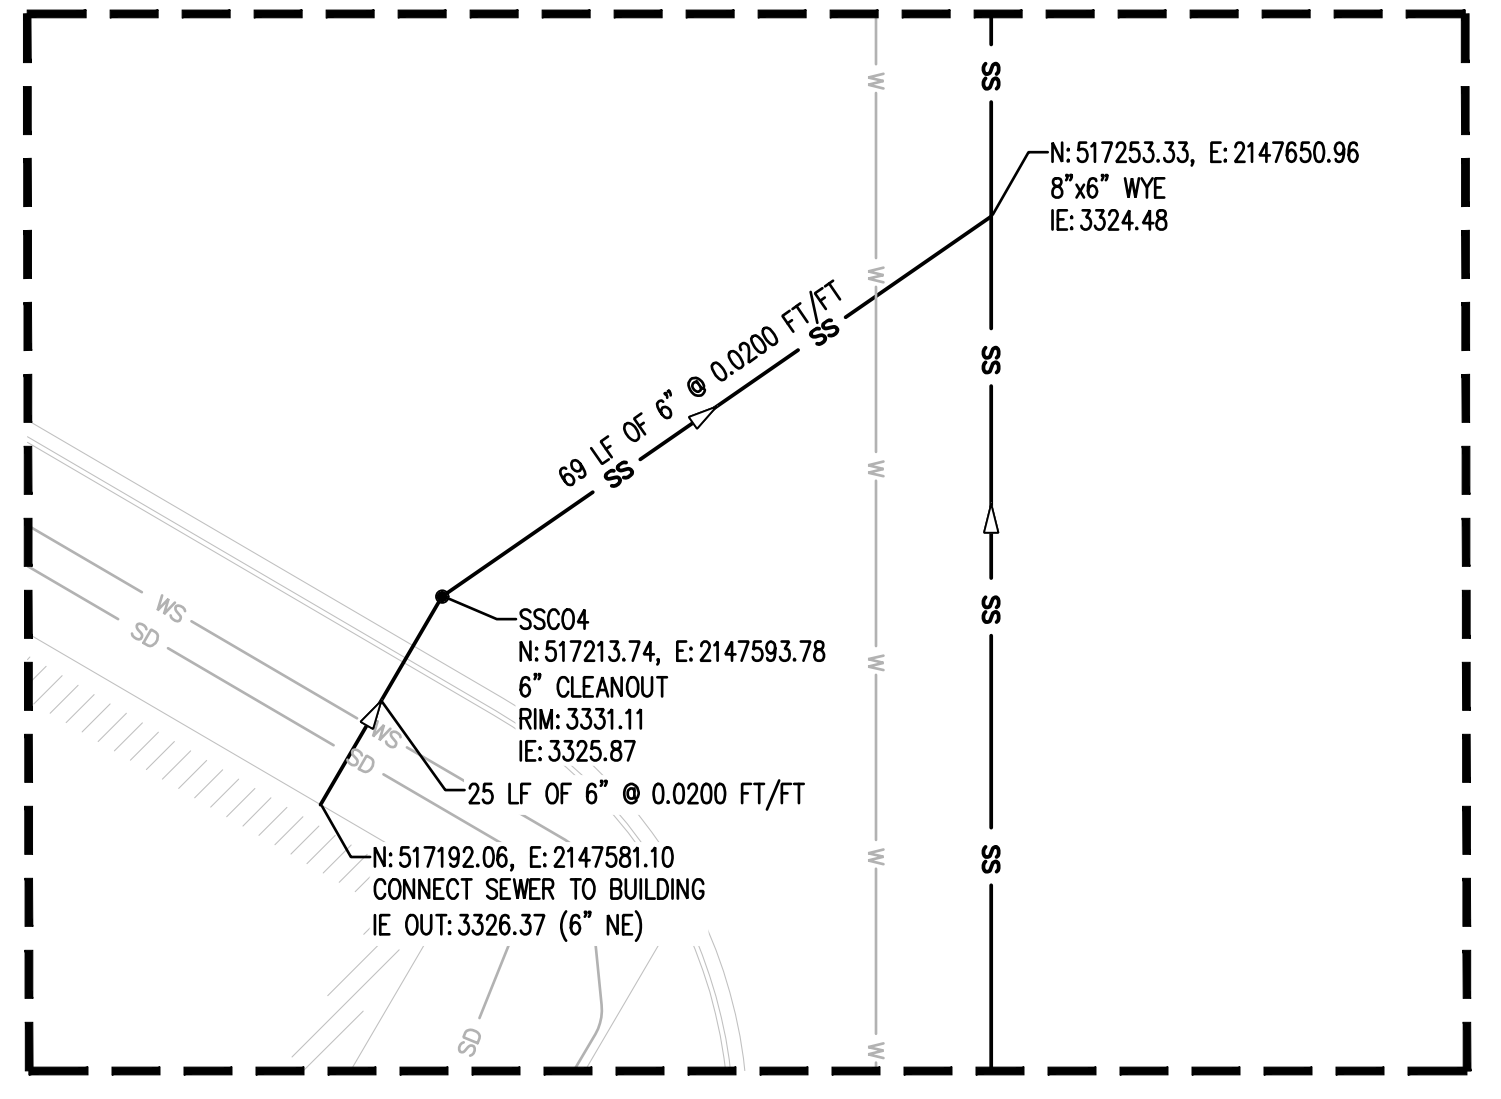 W
SS
N: 517253.33, E: 2147650.96
8"x6" WYE
IE: 3324.48
W
69 LF OF 6" @ 0.0200 FT/FT
SS
SS
SS
W
SS
WS
SD
SSCO4
N: 517213.74, E: 2147593.78
6" CLEANOUT
RIM: 3331.11
IE: 3325.87
W
SS
WS
SD
25 LF OF 6" @ 0.0200 FT/FT
N: 517192.06, E: 2147581.10
CONNECT SEWER TO BUILDING
IE OUT: 3326.37 (6" NE)
W
SS
SD
W